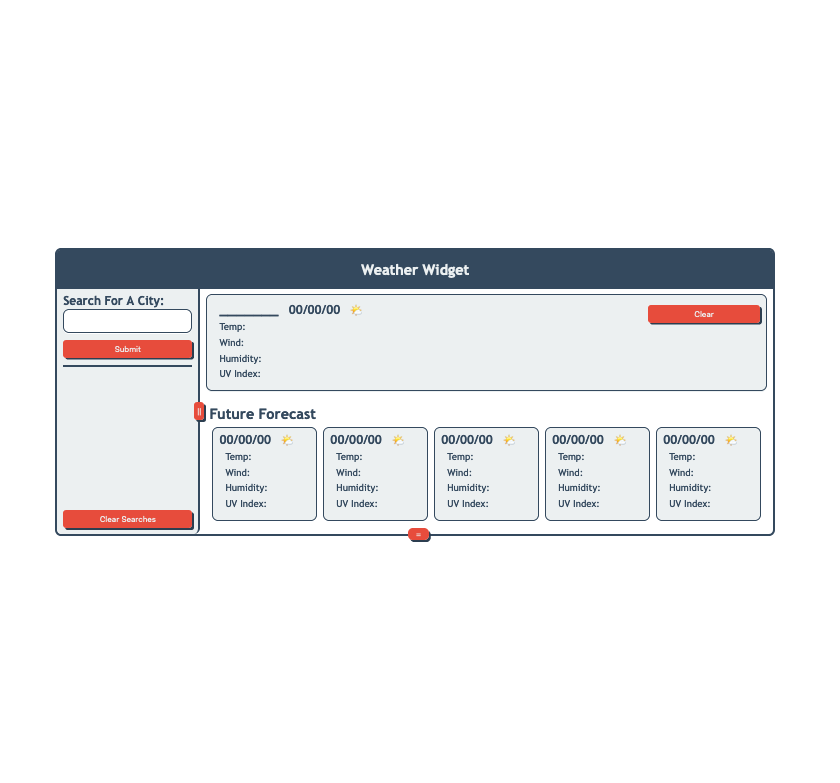 Weather Widget
Search For A City:
Submit
Clear Searches
00/00/00
Clear
Temp:
Wind:
Humidity:
UV Index:
Future Forecast
00/00/00
Temp:
Wind:
Humidity:
UV Index:
00/00/00
Temp:
Wind:
Humidity:
UV Index:
00/00/00
Temp:
Wind:
Humidity:
UV Index:
00/00/00
Temp:
Wind:
Humidity:
UV Index:
00/00/00
Temp:
Wind:
Humidity:
UV Index: